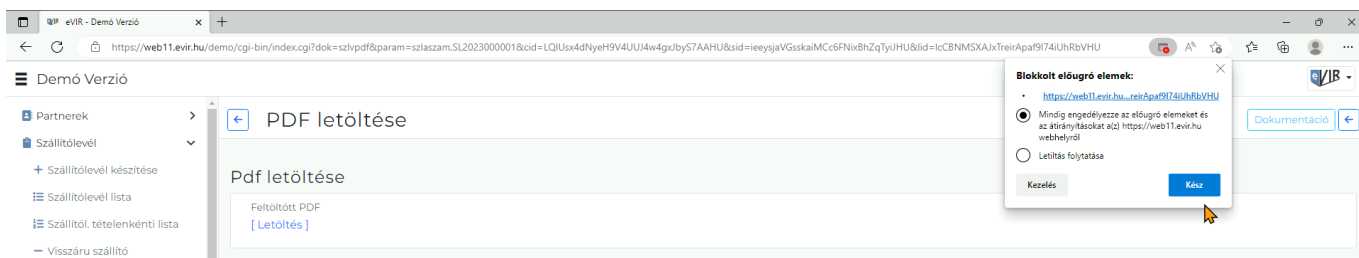 eVIR - Demó Verzió
https://web11.evir.hu/demo/cgi-bin/index.cgi?dok=szlvpdf&param=szlaszam.SL2023000001&cid=LQIUsx4dNyeH9V4UUJ4w4gxJbyS7AAHU&sid=ieeysjaVGsskaiMCc6FNixBhZqTyiJHU&lid=IcCBNMSXAJxTreirApaf9I74iUhRbVHU
Demó Verzió
eVIR
Partnerek
Szállítólevél
Szállítólevél készítése
Szállítólevél lista
Szállítól. tételenkénti lista
Visszáru szállító
PDF letöltése
Dokumentáció
Pdf letöltése
Feltöltött PDF
[ Letöltés ]
Blokkolt előugró elemek:
https://web11.evir.hu...reirApaf9I74iUhRbVHU
Mindig engedélyezze az előugró elemeket és
az átirányításokat a(z) https://web11.evir.hu
webhelyről
Letiltás folytatása
Kezelés
Kész